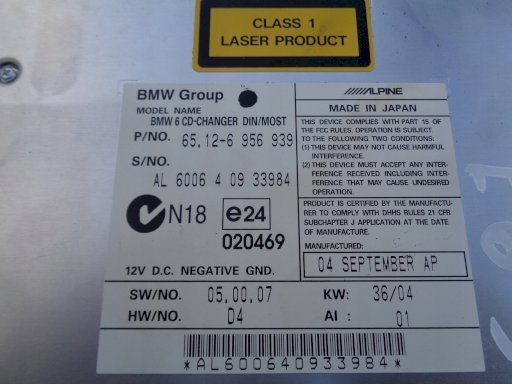 CLASS 1
LASER PRODUCT
BMW Group
MODEL NAME
BMW 6 CD-CHANGER DIN/MOST
P/NO. 65.12-6 956 939
S/NO.
AL 6006 4 09 33984
N18 e24
020469
12V D.C. NEGATIVE GND.
ALPINE
MADE IN JAPAN
THIS DEVICE COMPLIES WITH PART 15 OF
THE FCC RULES. OPERATION IS SUBJECT
TO THE FOLLOWING TWO CONDITIONS:
(1) THIS DEVICE MAY NOT CAUSE HARMFUL
INTERFERENCE.
(2) THIS DEVICE MUST ACCEPT ANY INTER-
FERENCE RECEIVED INCLUDING INTER-
FERENCE THAT MAY CAUSE UNDESIRED
OPERATION.
PRODUCT IS CERTIFIED BY THE MANUFACTU-
RER TO COMPLY WITH DHHS RULES 21 CFR
SUBCHAPTER J APPLICATION AT THE DATE
OF MANUFACTURE.
MANUFACTURED:
04 SEPTEMBER AP
SW/NO. 05,00,07 KW: 36/04
HW/NO. D4 AI : 01
*AL600640933984*